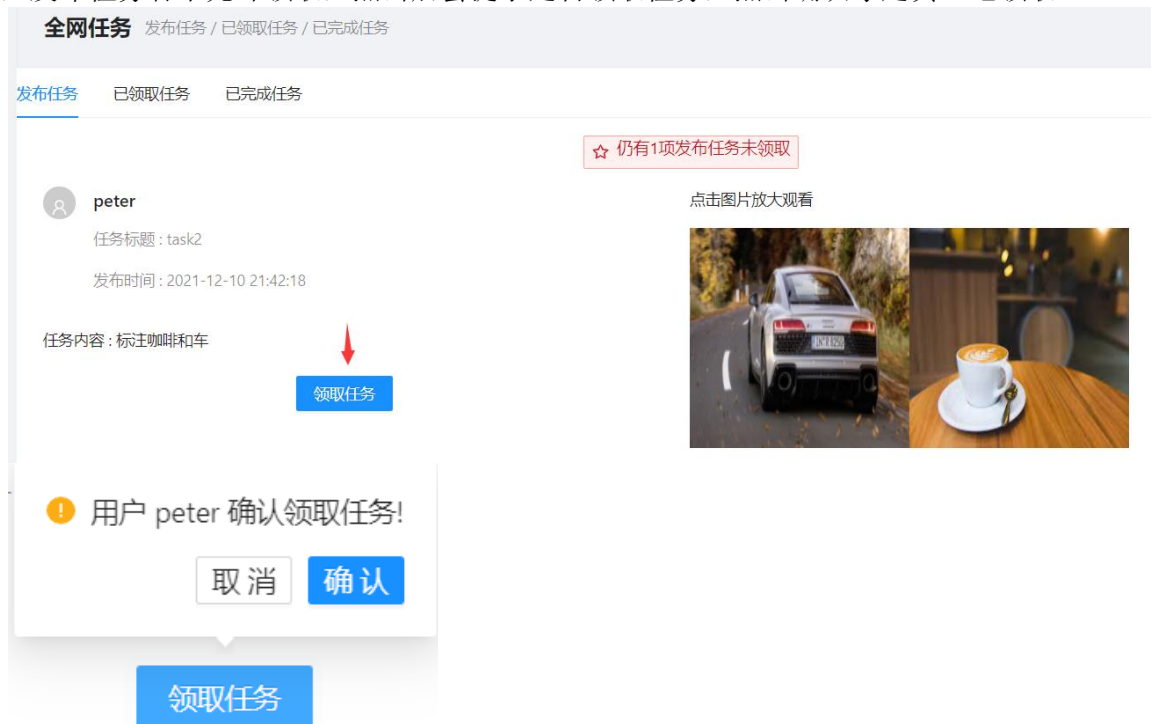 全网任务 发布任务 / 已领取任务 / 已完成任务
发布任务 已领取任务 已完成任务
仍有1项发布任务未领取
peter
点击图片放大观看
任务标题 : task2
发布时间 : 2021-12-10 21:42:18
任务内容 : 标注咖啡和车
领取任务
用户 peter 确认领取任务!
取 消 确 认
领取任务